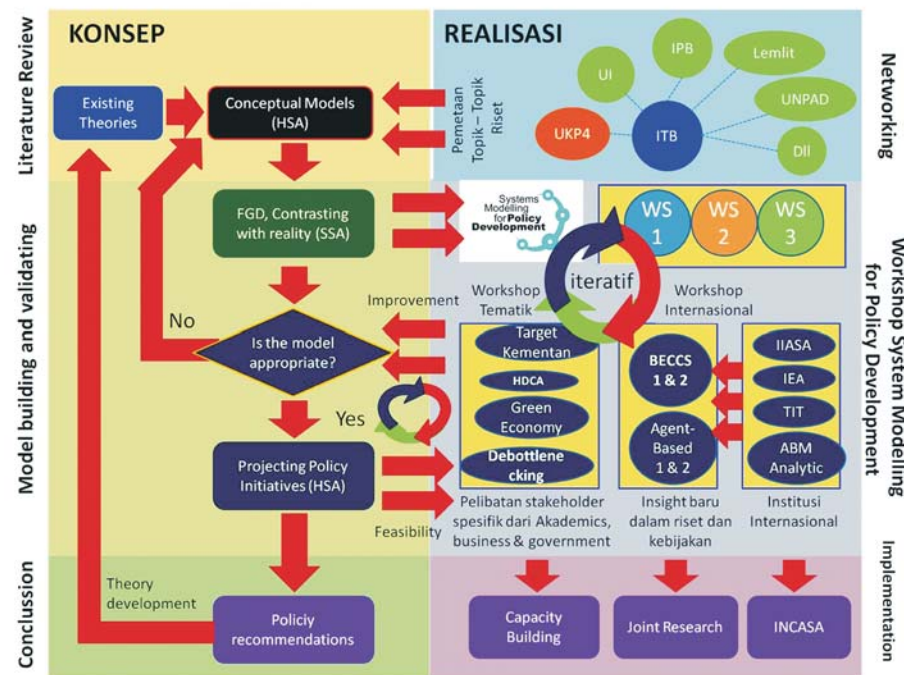 KONSEP
REALISASI
Literature Review
Existing
Theories
Conceptual Models
(HSA)
Pemetaan
Topik – Topik
Riset
UI
IPB
Lemlit
UNPAD
UKP4
ITB
Dll
Networking
Model building and validating
FGD, Contrasting
with reality (SSA)
Systems
Modelling
for Policy
Development
WS
1
WS
2
WS
3
iteratif
No
Improvement
Workshop
Tematik
Workshop
Internasional
Is the model
appropriate?
Yes
Target
Kementan
HDCA
Green
Economy
Debottlene
cking
BECCS
1 & 2
Agent-
Based
1 & 2
IIASA
IEA
TIT
ABM
Analytic
Projecting Policy
Initiatives (HSA)
Feasibility
Pelibatan stakeholder
spesifik dari Akademics,
business & government
Insight baru
dalam riset dan
kebijakan
Institusi
Internasional
Workshop System Modelling
for Policy Development
Conclussion
Theory
development
Policiy
recommendations
Capacity
Building
Joint Research
INCASA
Implementation